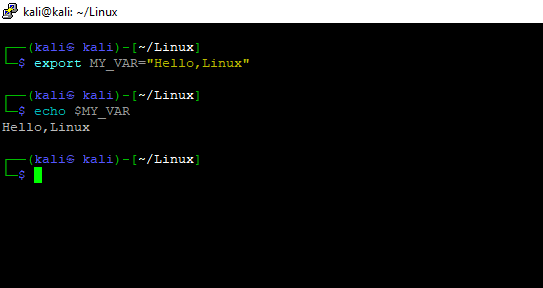 kali@kali: ~/Linux
┌──(kali㉿ kali)-[~/Linux]
└─$ export MY_VAR="Hello,Linux"
┌──(kali㉿ kali)-[~/Linux]
└─$ echo $MY_VAR
Hello,Linux
┌──(kali㉿ kali)-[~/Linux]
└─$